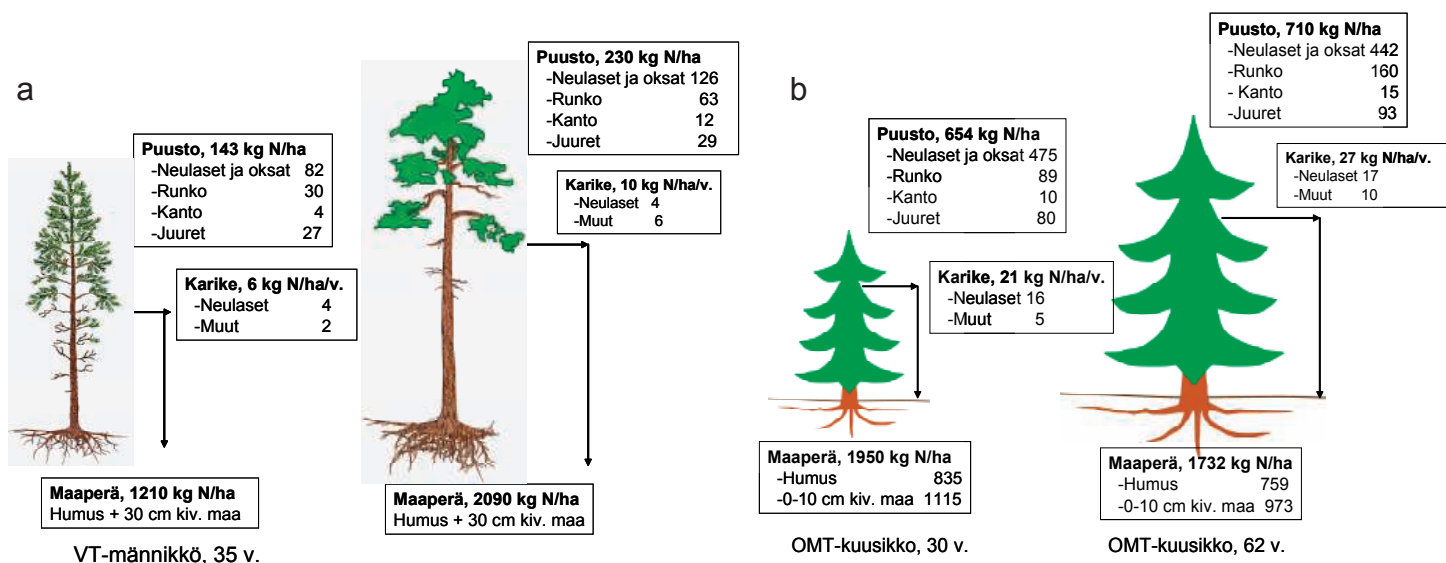 a
Puusto, 143 kg N/ha
-Neulaset ja oksat 82
-Runko 30
-Kanto 4
-Juuret 27
Karike, 6 kg N/ha/v.
-Neulaset 4
-Muut 2
Maaperä, 1210 kg N/ha
Humus + 30 cm kiv. maa
VT-männikkö, 35 v.
Puusto, 230 kg N/ha
-Neulaset ja oksat 126
-Runko 63
-Kanto 12
-Juuret 29
Karike, 10 kg N/ha/v.
-Neulaset 4
-Muut 6
Maaperä, 2090 kg N/ha
Humus + 30 cm kiv. maa
b
Puusto, 654 kg N/ha
-Neulaset ja oksat 475
-Runko 89
-Kanto 10
-Juuret 80
Karike, 21 kg N/ha/v.
-Neulaset 16
-Muut 5
Maaperä, 1950 kg N/ha
-Humus 835
-0-10 cm kiv. maa 1115
OMT-kuusikko, 30 v.
Puusto, 710 kg N/ha
-Neulaset ja oksat 442
-Runko 160
- Kanto 15
-Juuret 93
Karike, 27 kg N/ha/v.
-Neulaset 17
-Muut 10
Maaperä, 1732 kg N/ha
-Humus 759
-0-10 cm kiv. maa 973
OMT-kuusikko, 62 v.